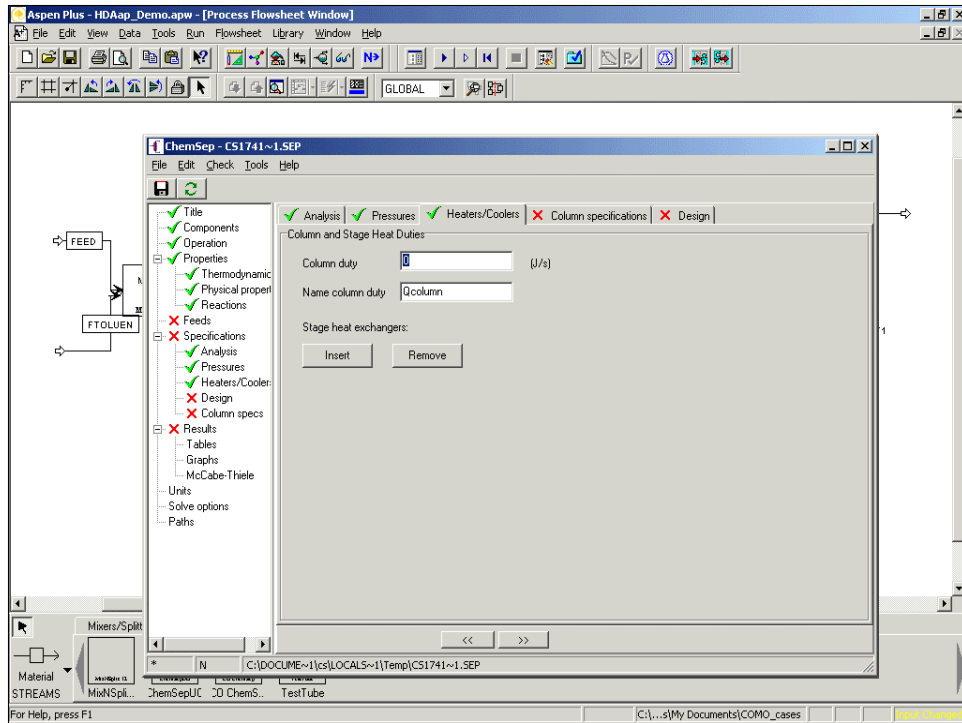 Aspen Plus - HDAap_Demo.apw - [Process Flowsheet Window]
File Edit View Data Tools Run Flowsheet Library Window Help
N>
GLOBAL
ChemSep - CS1741~1.SEP
File Edit Check Tools Help
Title
Components
Operation
Properties
Thermodynamic
Physical propert
Reactions
Feeds
Specifications
Analysis
Pressures
Heaters/Cooler
Design
Column specs
Results
Tables
Graphs
McCabe-Thiele
Units
Solve options
Paths
Analysis Pressures Heaters/Coolers Column specifications Design
Column and Stage Heat Duties
Column duty 0 (J/s)
Name column duty Qcolumn
Stage heat exchangers:
Insert Remove
<< >>
* N C:\DOCUME~1\cs\LOCALS~1\Temp\CS1741~1.SEP
FEED
FTOLUEN
Mixers/Splitt
Material
STREAMS MixNSpli... ChemSepUC CO ChemS.. TestTube
For Help, press F1 C:\...s\My Documents\COMO_cases Input Changed